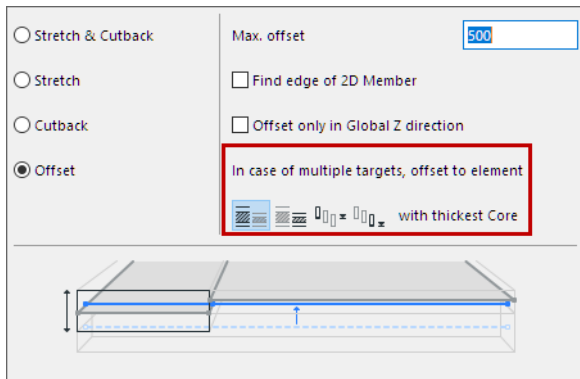 Stretch & Cutback
Max. offset
500
Stretch
Find edge of 2D Member
Cutback
Offset only in Global Z direction
Offset
In case of multiple targets, offset to element
with thickest Core